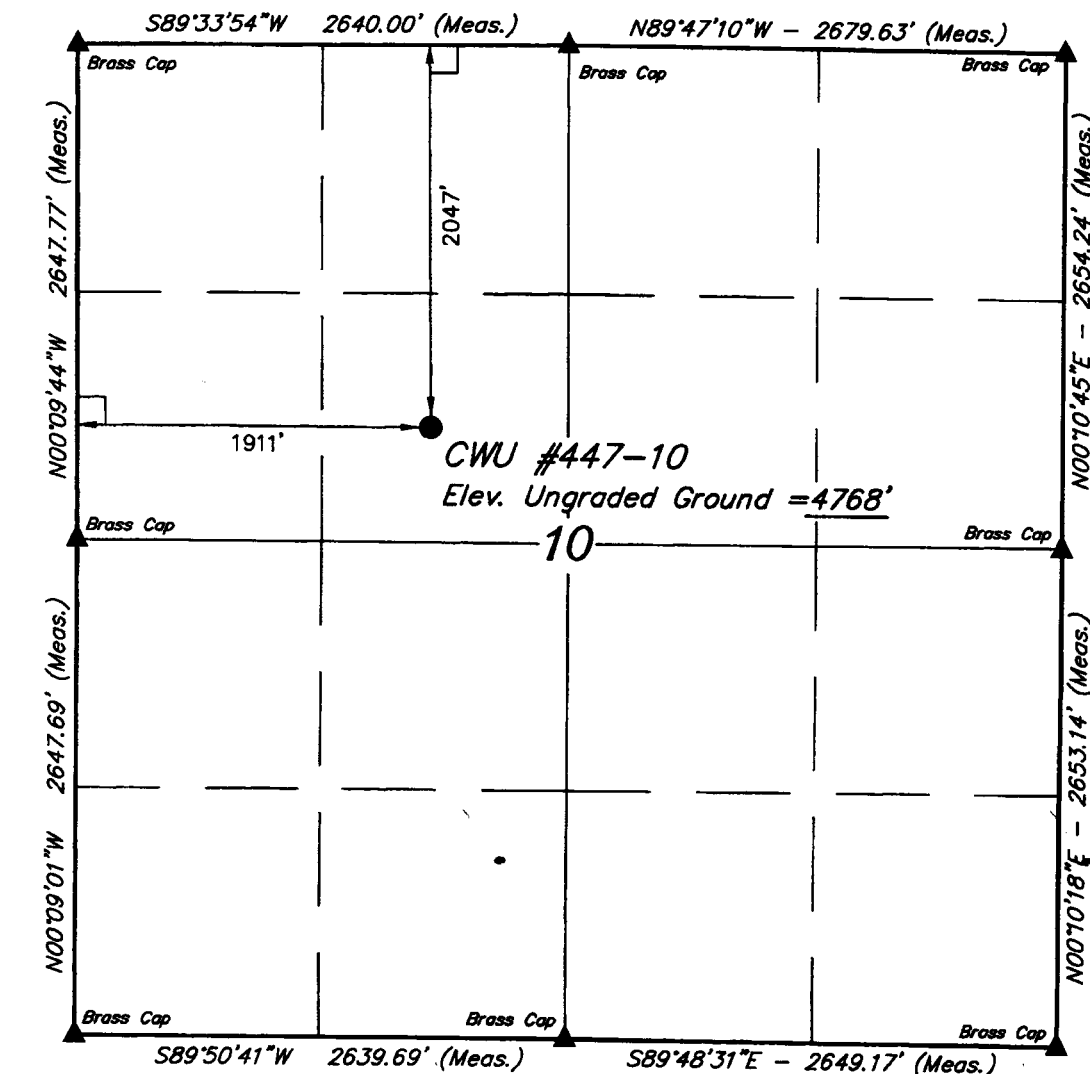 S89°33'54"W 2640.00' (Meas.)
N89°47'10"W – 2679.63' (Meas.)
Brass Cap
Brass Cap
Brass Cap
N00°09'44"W 2647.77' (Meas.)
2047'
N00°10'45"E – 2654.24' (Meas.)
1911'
CWU #447-10
Elev. Ungraded Ground = 4768'
Brass Cap
10
Brass Cap
N00°09'01"W 2647.69' (Meas.)
N00°10'18"E – 2653.14' (Meas.)
Brass Cap
Brass Cap
Brass Cap
S89°50'41"W 2639.69' (Meas.)
S89°48'31"E – 2649.17' (Meas.)